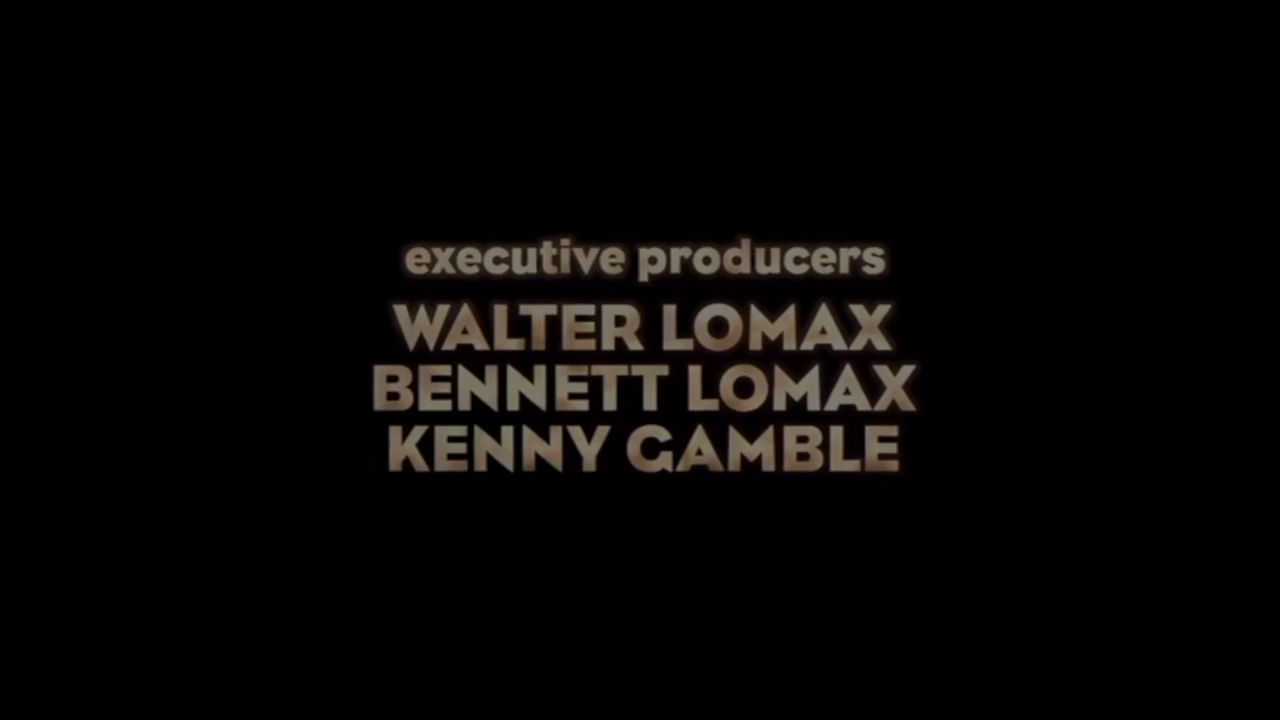 executive producers
WALTER LOMAX
BENNETT LOMAX
KENNY GAMBLE